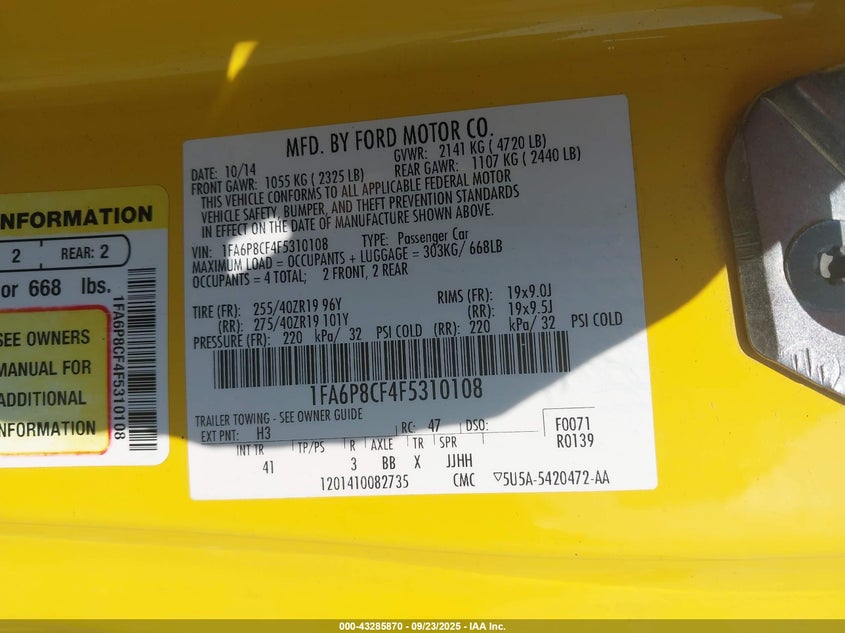 MFD. BY FORD MOTOR CO.
DATE: 10/14 GVWR: 2141 KG ( 4720 LB)
FRONT GAWR: 1055 KG ( 2325 LB) REAR GAWR: 1107 KG ( 2440 LB)
THIS VEHICLE CONFORMS TO ALL APPLICABLE FEDERAL MOTOR
VEHICLE SAFETY, BUMPER, AND THEFT PREVENTION STANDARDS
IN EFFECT ON THE DATE OF MANUFACTURE SHOWN ABOVE.
VIN: 1FA6P8CF4F5310108 TYPE: Passenger Car
MAXIMUM LOAD = OCCUPANTS + LUGGAGE = 303KG/ 668LB
OCCUPANTS = 4 TOTAL; 2 FRONT, 2 REAR
TIRE (FR): 255/40ZR19 96Y RIMS (FR): 19x9.0J
(RR): 275/40ZR19 101Y (RR): 19x9.5J
PRESSURE (FR): 220 kPa/ 32 PSI COLD (RR): 220 kPa/ 32 PSI COLD
1FA6P8CF4F5310108
TRAILER TOWING - SEE OWNER GUIDE
EXT PNT: H3 RC: 47 DSO: F0071
R0139
INT TR TP/PS R AXLE TR SPR
41 3 BB X JJHH
1201410082735 CMC ▽5U5A-5420472-AA
NFORMATION
2 REAR: 2
or 668 lbs.
SEE OWNERS
MANUAL FOR
ADDITIONAL
NFORMATION
1FA6P8CF4F5310108
000-43285870 - 09/23/2025 - IAA Inc.